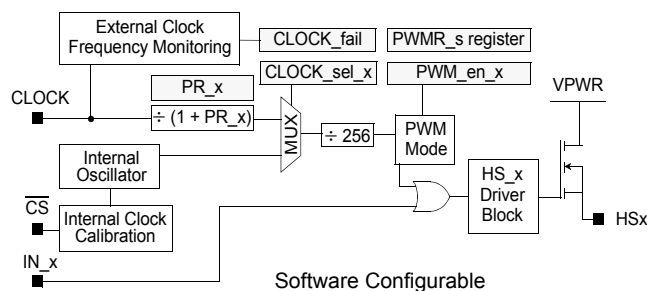 External Clock
Frequency Monitoring
CLOCK_fail
PWMR_s register
PR_x
CLOCK_sel_x
PWM_en_x
VPWR
CLOCK
÷ (1 + PR_x)
MUX
÷ 256
PWM
Mode
Internal
Oscillator
HS_x
Driver
Block
CS
Internal Clock
Calibration
HSx
IN_x
Software Configurable